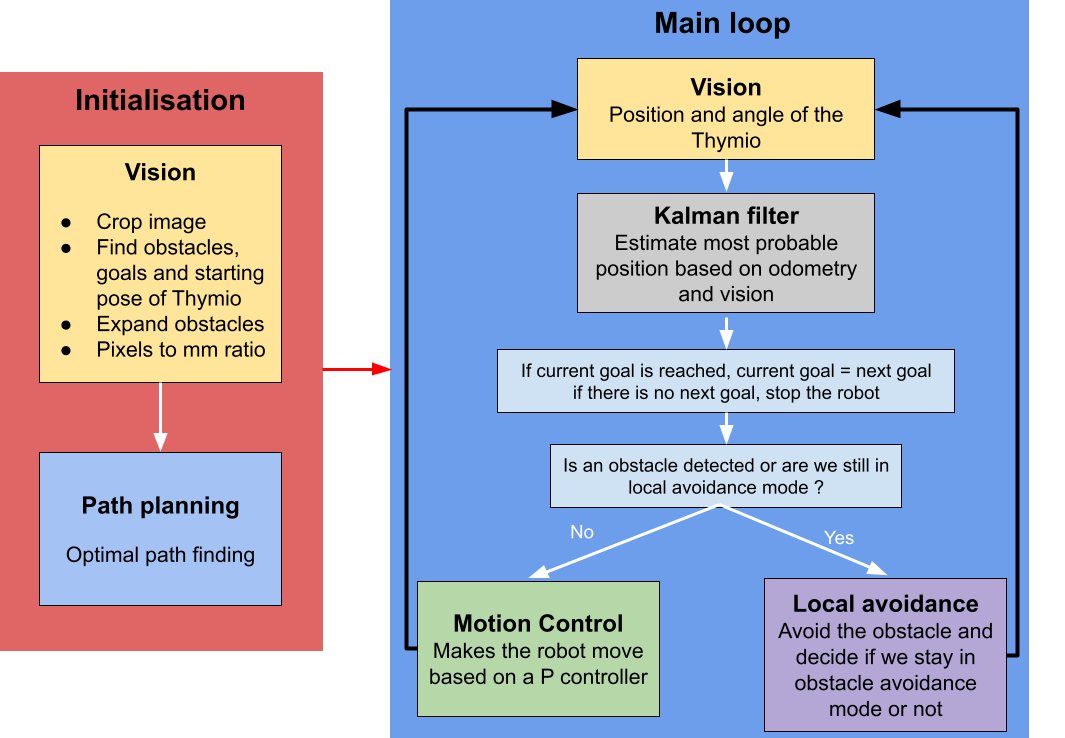 Initialisation
Vision
● Crop image
● Find obstacles,
goals and starting
pose of Thymio
● Expand obstacles
● Pixels to mm ratio
Path planning
Optimal path finding
Main loop
Vision
Position and angle of the
Thymio
Kalman filter
Estimate most probable
position based on odometry
and vision
If current goal is reached, current goal = next goal
if there is no next goal, stop the robot
Is an obstacle detected or are we still in
local avoidance mode ?
No
Yes
Motion Control
Makes the robot move
based on a P controller
Local avoidance
Avoid the obstacle and
decide if we stay in
obstacle avoidance
mode or not